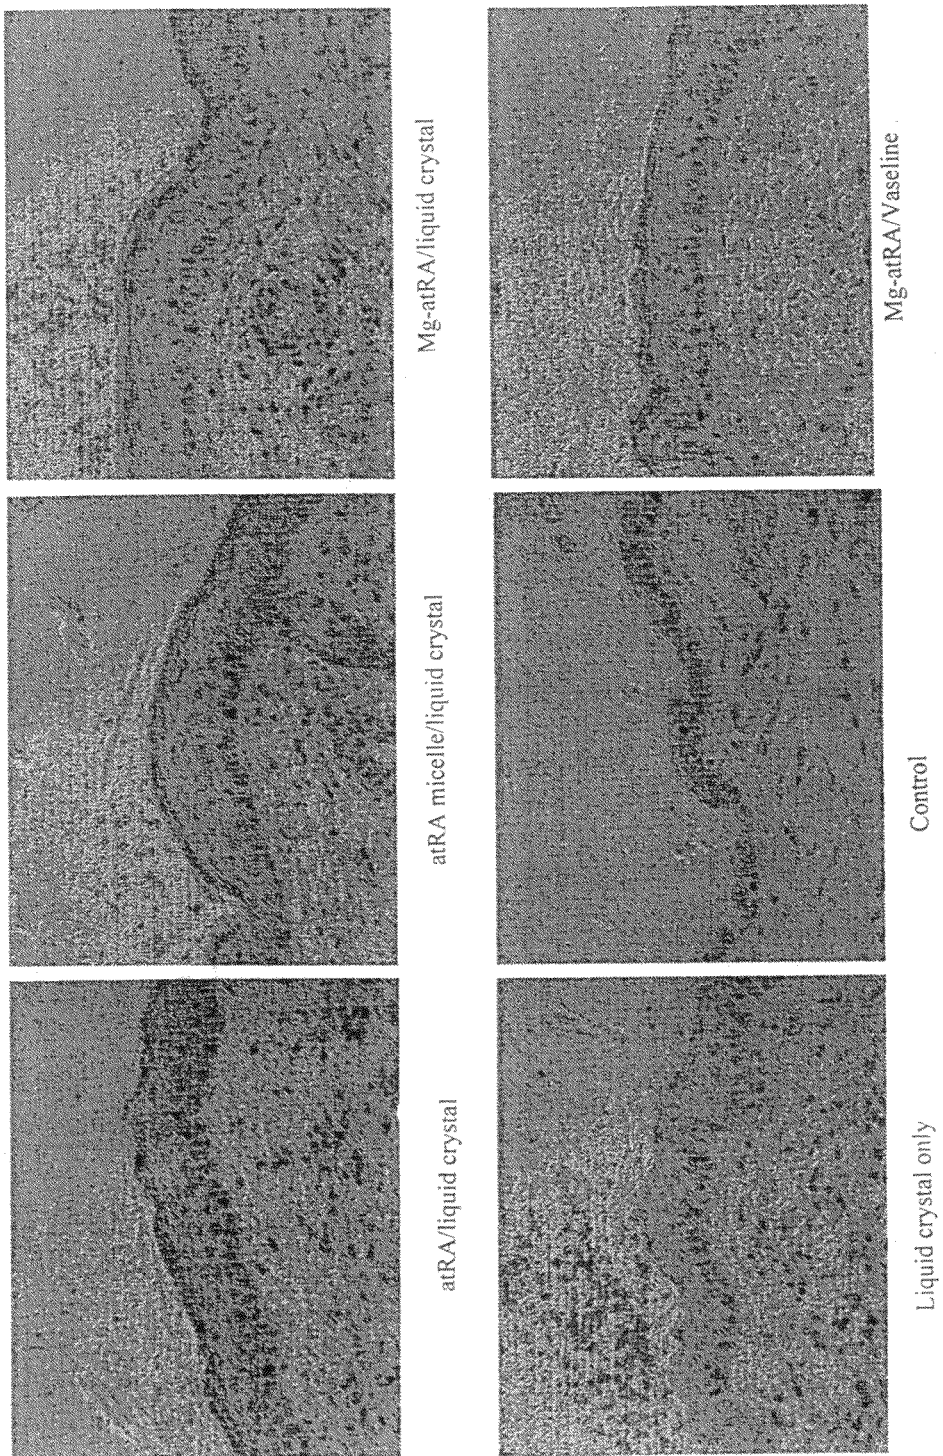 atRA/liquid crystal
atRA micelle/liquid crystal
Mg-atRA/liquid crystal
Liquid crystal only
Control
Mg-atRA/Vaseline